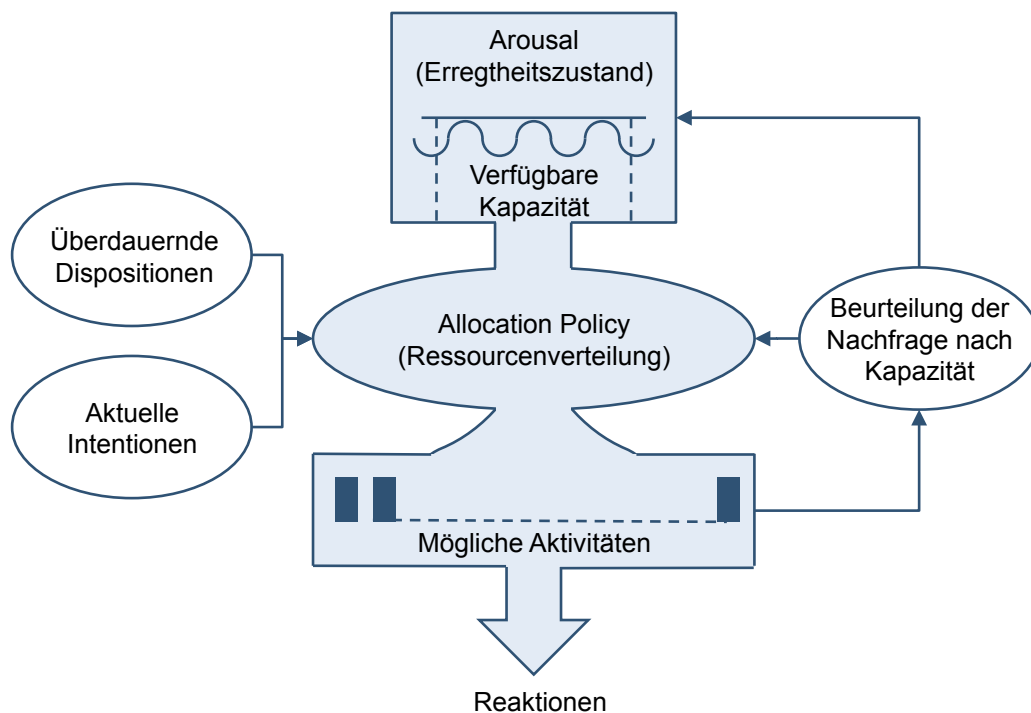 Arousal
(Erregtheitszustand)
Verfügbare
Kapazität
Überdauernde
Dispositionen
Allocation Policy
(Ressourcenverteilung)
Beurteilung der
Nachfrage nach
Kapazität
Aktuelle
Intentionen
Mögliche Aktivitäten
Reaktionen